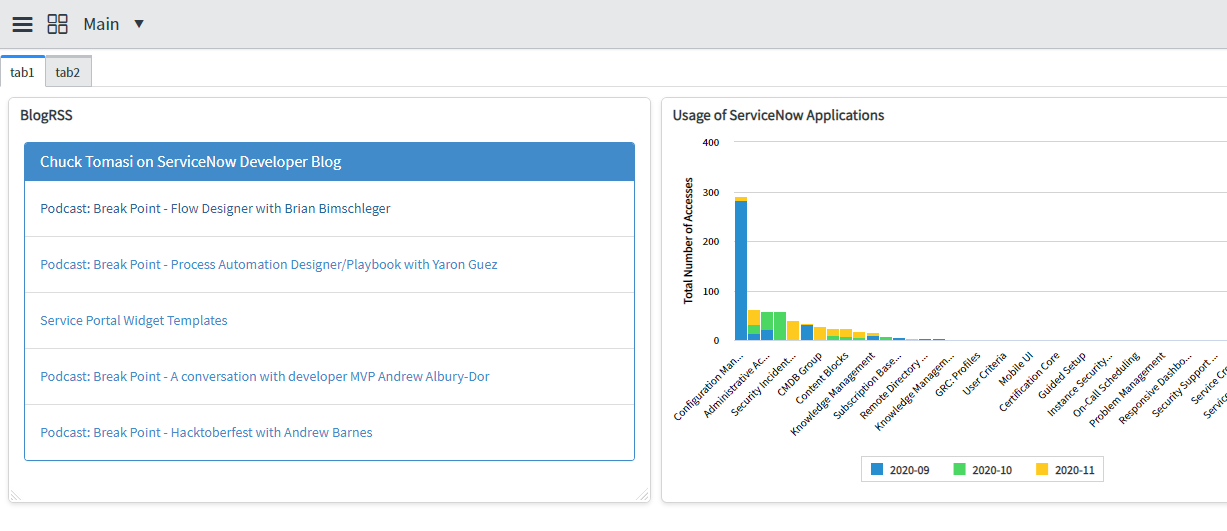 Main
tab1
tab2
BlogRSS
Chuck Tomasi on ServiceNow Developer Blog
Podcast: Break Point - Flow Designer with Brian Bimschleger
Podcast: Break Point - Process Automation Designer/Playbook with Yaron Guez
Service Portal Widget Templates
Podcast: Break Point - A conversation with developer MVP Andrew Albury-Dor
Podcast: Break Point - Hacktoberfest with Andrew Barnes
Usage of ServiceNow Applications
Total Number of Accesses
400
300
200
100
0
Configuration Man...
Administrative Ac...
Security Incident...
CMDB Group
Content Blocks
Knowledge Management
Subscription Base...
Remote Directory ...
Knowledge Managem...
GRC: Profiles
User Criteria
Mobile UI
Certification Core
Guided Setup
Instance Security...
On-Call Scheduling
Problem Management
Responsive Dashbo...
Security Support ...
Service Cr
Servic
2020-09
2020-10
2020-11